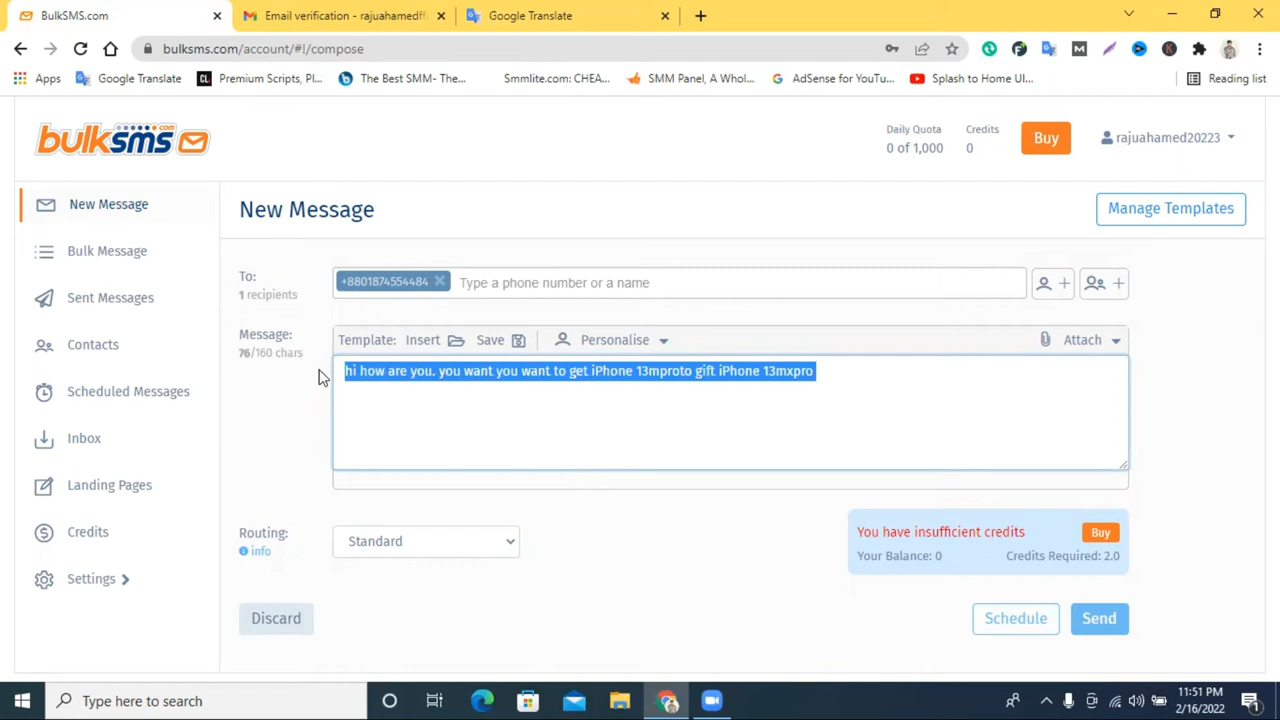 BulkSMS.com
Email verification - rajuahamedff
Google Translate
bulksms.com/account/#!/compose
Apps
Google Translate
Premium Scripts, Pl...
The Best SMM- The...
Smmlite.com: CHEA...
SMM Panel, A Whol...
AdSense for YouTu...
Splash to Home UI...
Reading list
bulksms.com
Daily Quota
0 of 1,000
Credits
0
Buy
rajuahamed20223
New Message
Bulk Message
Sent Messages
Contacts
Scheduled Messages
Inbox
Landing Pages
Credits
Settings
New Message
Manage Templates
To:
1 recipients
+8801874554484
Type a phone number or a name
Message:
76/160 chars
Template: Insert Save Personalise Attach
hi how are you. you want you want to get iPhone 13mproto gift iPhone 13mxpro
Routing:
info
Standard
You have insufficient credits
Buy
Your Balance: 0
Credits Required: 2.0
Discard
Schedule
Send
Type here to search
11:51 PM
2/16/2022
1